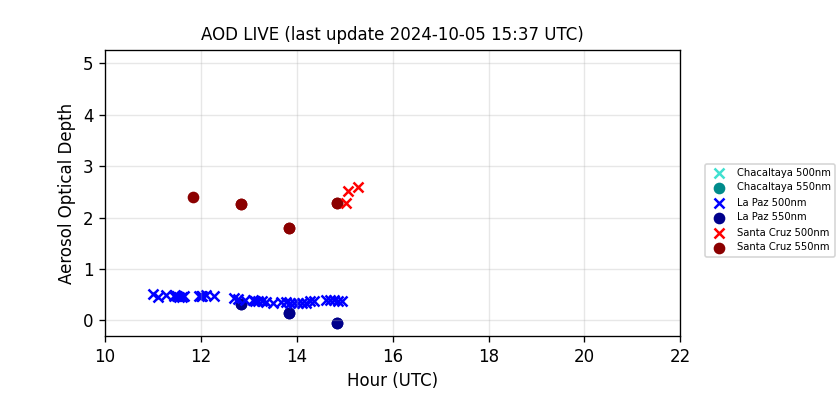 AOD LIVE (last update 2024-10-05 15:37 UTC)
Aerosol Optical Depth
5
4
3
2
1
0
10 12 14 16 18 20 22
Hour (UTC)
Chacaltaya 500nm
Chacaltaya 550nm
La Paz 500nm
La Paz 550nm
Santa Cruz 500nm
Santa Cruz 550nm